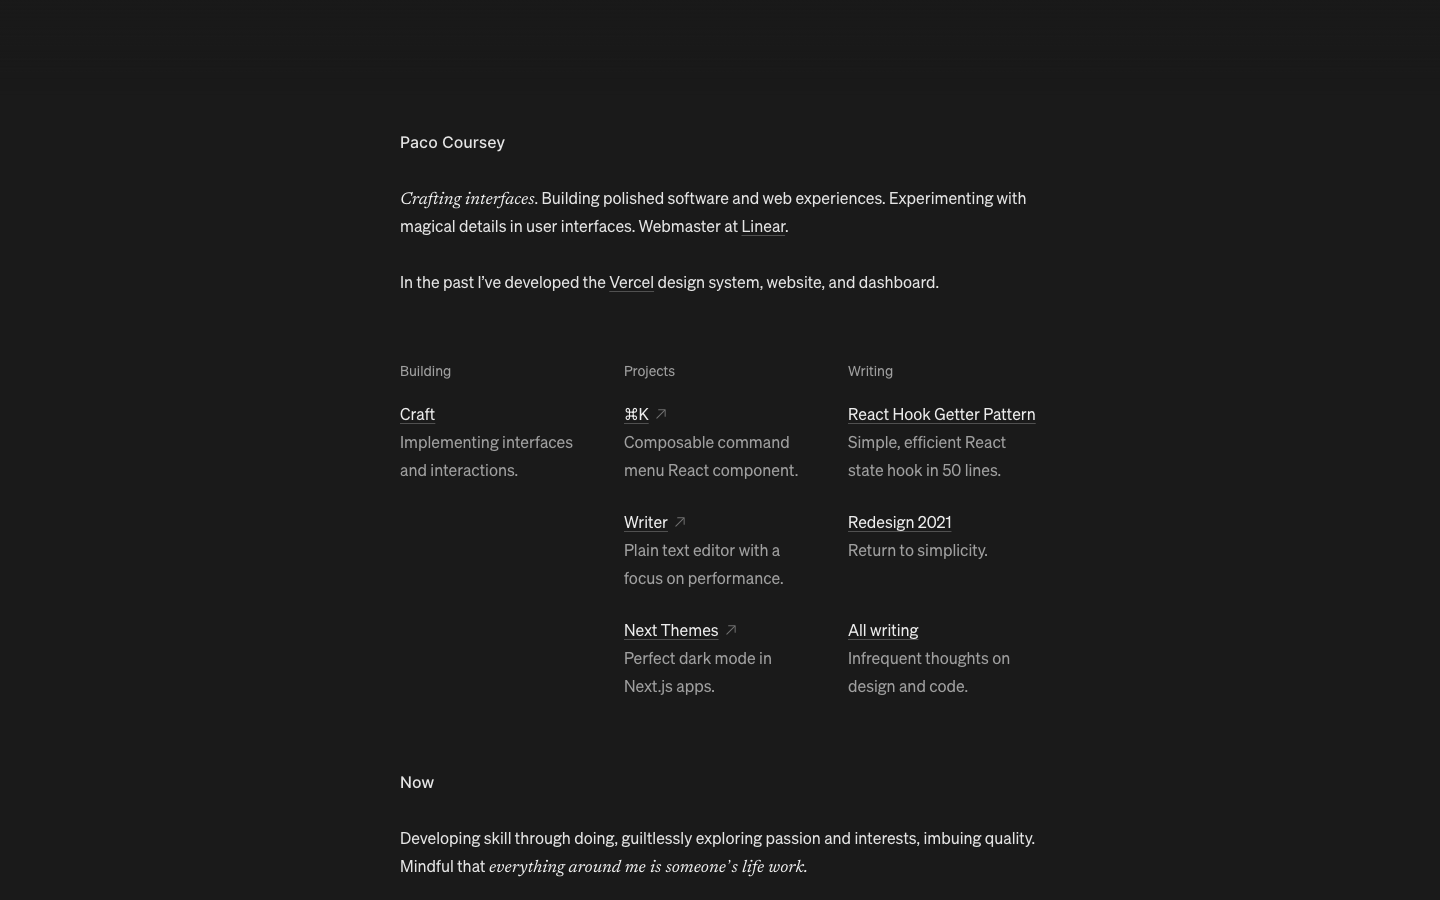 Paco Coursey
Crafting interfaces. Building polished software and web experiences. Experimenting with
magical details in user interfaces. Webmaster at Linear.
In the past I’ve developed the Vercel design system, website, and dashboard.
Building
Craft
Implementing interfaces
and interactions.
Projects
⌘K ↗
Composable command
menu React component.
Writer ↗
Plain text editor with a
focus on performance.
Next Themes ↗
Perfect dark mode in
Next.js apps.
Writing
React Hook Getter Pattern
Simple, efficient React
state hook in 50 lines.
Redesign 2021
Return to simplicity.
All writing
Infrequent thoughts on
design and code.
Now
Developing skill through doing, guiltlessly exploring passion and interests, imbuing quality.
Mindful that everything around me is someone’s life work.